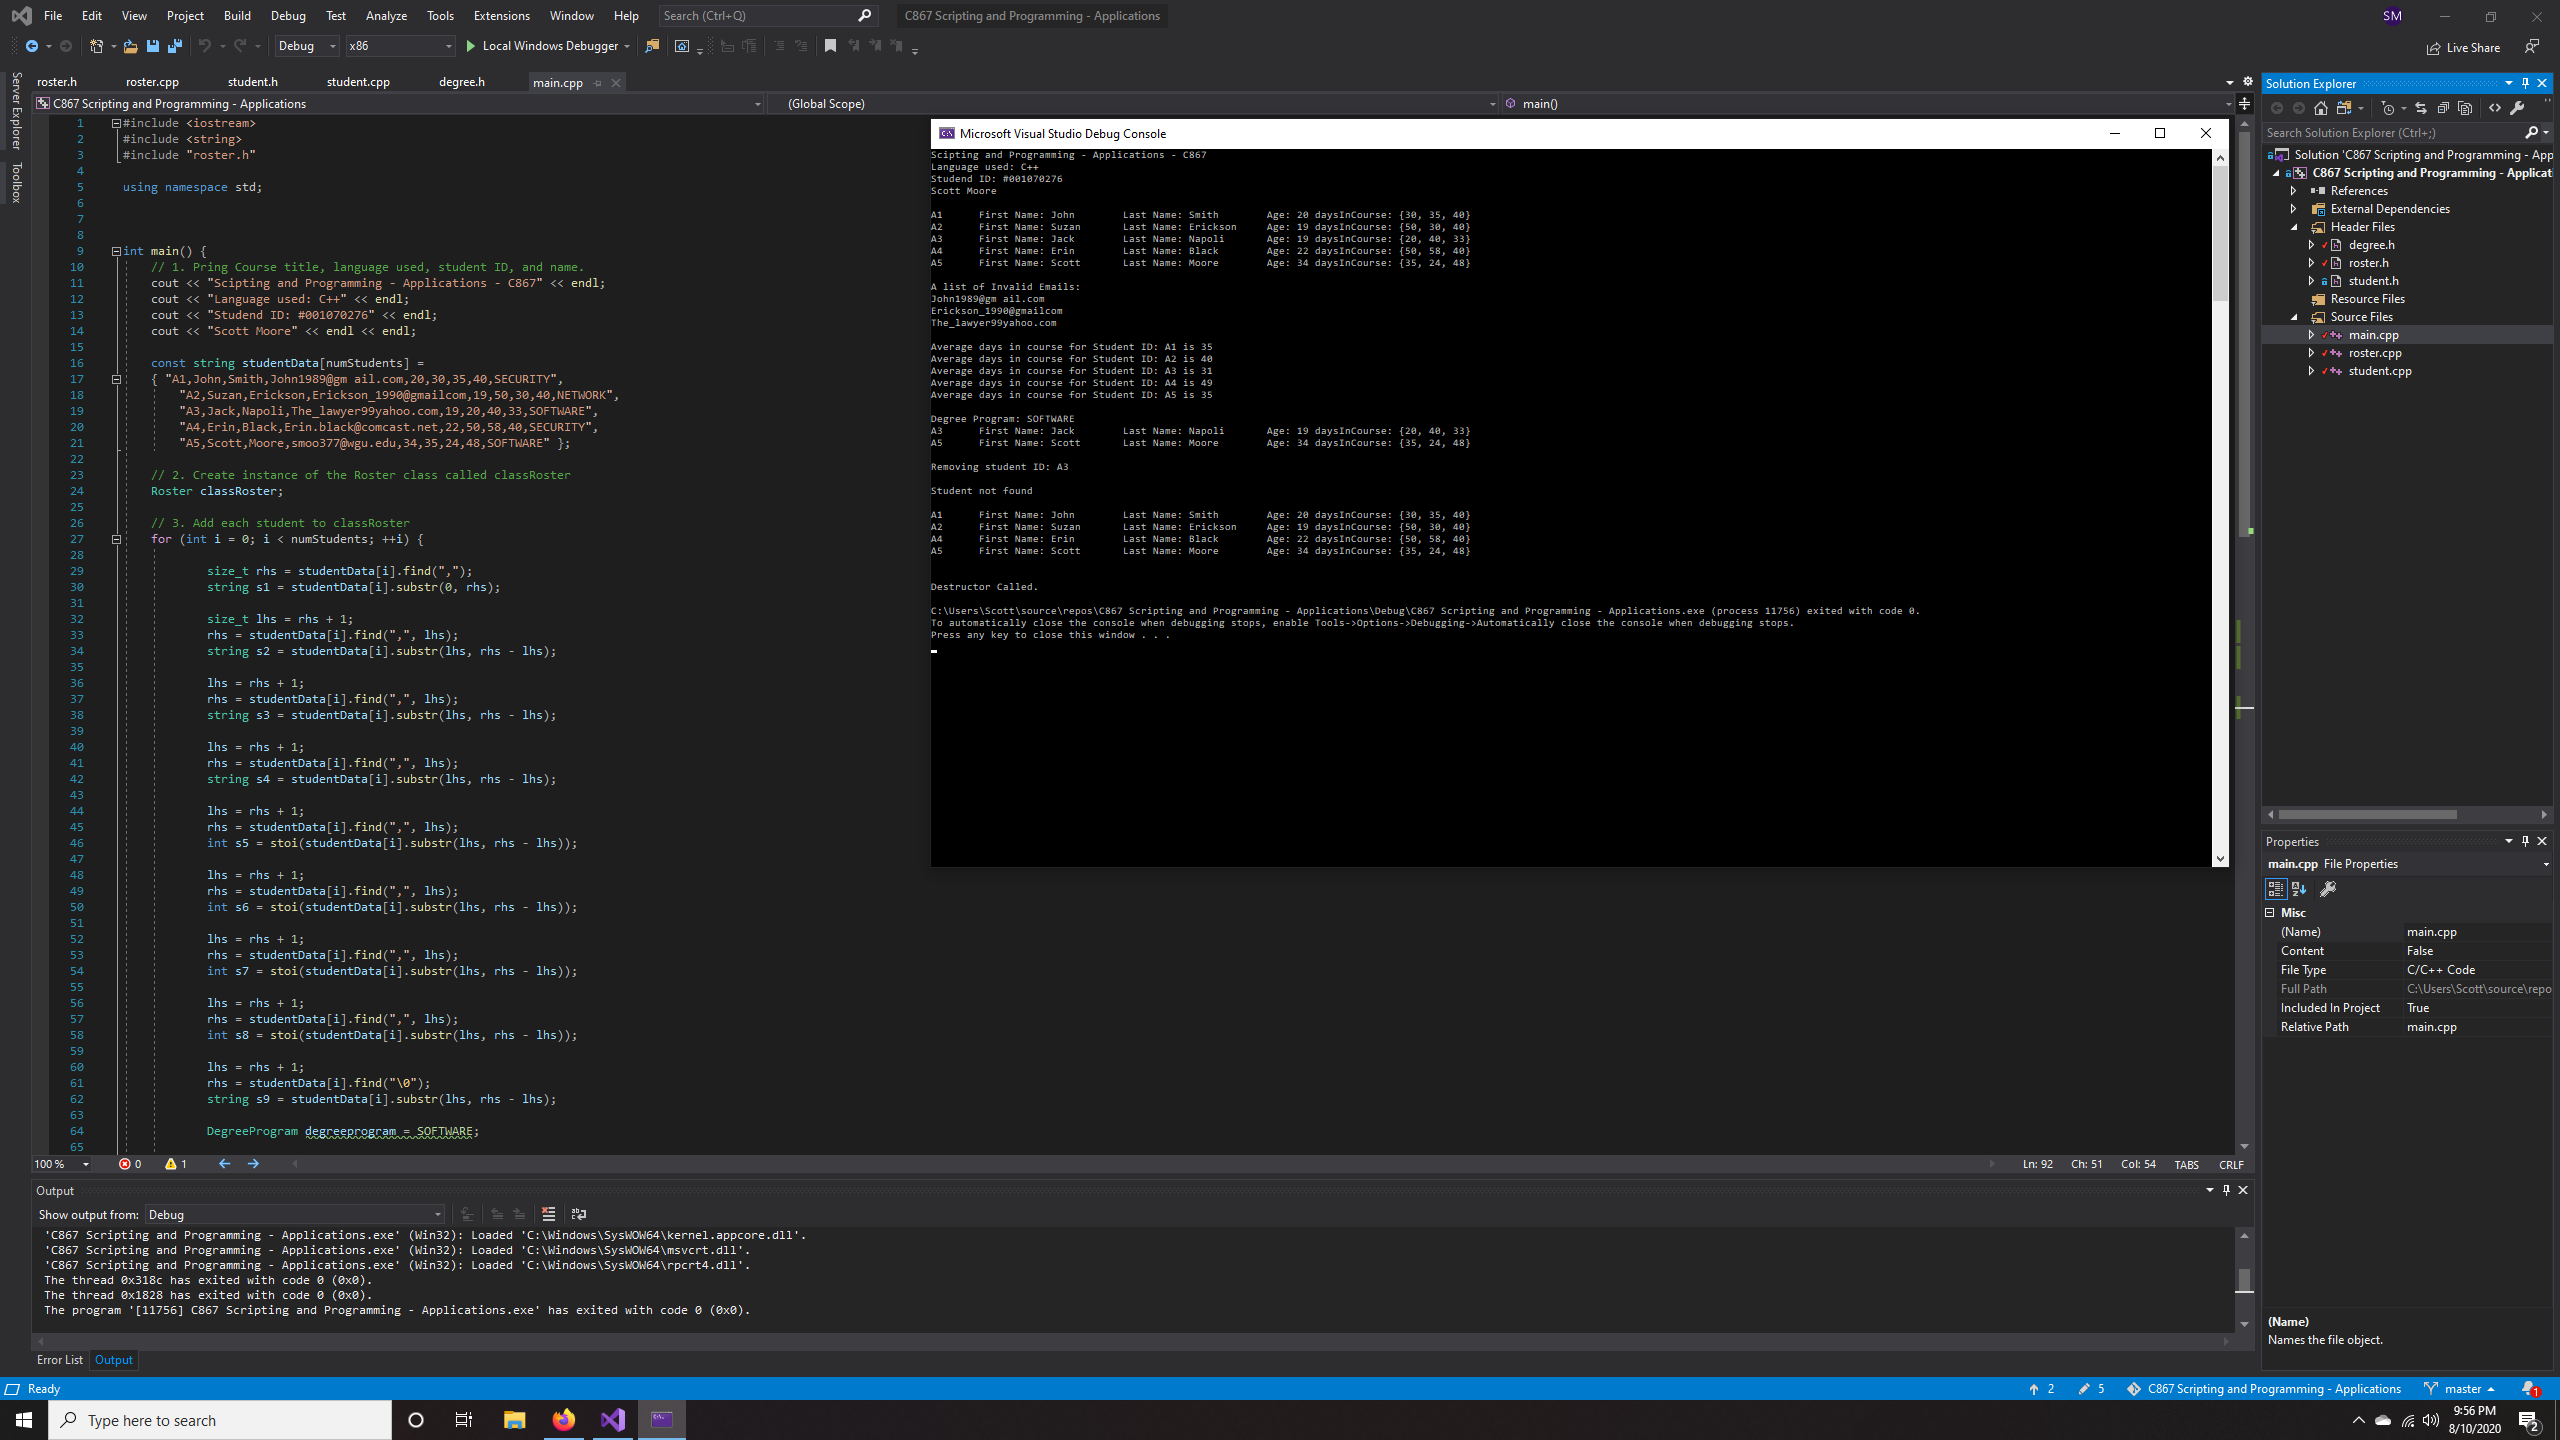 File Edit View Project Build Debug Test Analyze Tools Extensions Window Help Search (Ctrl+Q) C867 Scripting and Programming - Applications SM
Debug x86 Local Windows Debugger Live Share
Server Explorer
Toolbox
roster.h roster.cpp student.h student.cpp degree.h main.cpp
C867 Scripting and Programming - Applications (Global Scope) main()
1 #include <iostream>
2 #include <string>
3 #include "roster.h"
4
5 using namespace std;
6
7
8
9 int main() {
10 // 1. Pring Course title, language used, student ID, and name.
11 cout << "Scipting and Programming - Applications - C867" << endl;
12 cout << "Language used: C++" << endl;
13 cout << "Studend ID: #001070276" << endl;
14 cout << "Scott Moore" << endl << endl;
15
16 const string studentData[numStudents] =
17 { "A1,John,Smith,John1989@gm ail.com,20,30,35,40,SECURITY",
18 "A2,Suzan,Erickson,Erickson_1990@gmailcom,19,50,30,40,NETWORK",
19 "A3,Jack,Napoli,The_lawyer99yahoo.com,19,20,40,33,SOFTWARE",
20 "A4,Erin,Black,Erin.black@comcast.net,22,50,58,40,SECURITY",
21 "A5,Scott,Moore,smoo377@wgu.edu,34,35,24,48,SOFTWARE" };
22
23 // 2. Create instance of the Roster class called classRoster
24 Roster classRoster;
25
26 // 3. Add each student to classRoster
27 for (int i = 0; i < numStudents; ++i) {
28
29 size_t rhs = studentData[i].find(",");
30 string s1 = studentData[i].substr(0, rhs);
31
32 size_t lhs = rhs + 1;
33 rhs = studentData[i].find(",", lhs);
34 string s2 = studentData[i].substr(lhs, rhs - lhs);
35
36 lhs = rhs + 1;
37 rhs = studentData[i].find(",", lhs);
38 string s3 = studentData[i].substr(lhs, rhs - lhs);
39
40 lhs = rhs + 1;
41 rhs = studentData[i].find(",", lhs);
42 string s4 = studentData[i].substr(lhs, rhs - lhs);
43
44 lhs = rhs + 1;
45 rhs = studentData[i].find(",", lhs);
46 int s5 = stoi(studentData[i].substr(lhs, rhs - lhs));
47
48 lhs = rhs + 1;
49 rhs = studentData[i].find(",", lhs);
50 int s6 = stoi(studentData[i].substr(lhs, rhs - lhs));
51
52 lhs = rhs + 1;
53 rhs = studentData[i].find(",", lhs);
54 int s7 = stoi(studentData[i].substr(lhs, rhs - lhs));
55
56 lhs = rhs + 1;
57 rhs = studentData[i].find(",", lhs);
58 int s8 = stoi(studentData[i].substr(lhs, rhs - lhs));
59
60 lhs = rhs + 1;
61 rhs = studentData[i].find("\0");
62 string s9 = studentData[i].substr(lhs, rhs - lhs);
63
64 DegreeProgram degreeprogram = SOFTWARE;
65
100 % 0 1 Ln: 92 Ch: 51 Col: 54 TABS CRLF
Microsoft Visual Studio Debug Console
Scipting and Programming - Applications - C867
Language used: C++
Studend ID: #001070276
Scott Moore
A1 First Name: John Last Name: Smith Age: 20 daysInCourse: {30, 35, 40}
A2 First Name: Suzan Last Name: Erickson Age: 19 daysInCourse: {50, 30, 40}
A3 First Name: Jack Last Name: Napoli Age: 19 daysInCourse: {20, 40, 33}
A4 First Name: Erin Last Name: Black Age: 22 daysInCourse: {50, 58, 40}
A5 First Name: Scott Last Name: Moore Age: 34 daysInCourse: {35, 24, 48}
A list of Invalid Emails:
John1989@gm ail.com
Erickson_1990@gmailcom
The_lawyer99yahoo.com
Average days in course for Student ID: A1 is 35
Average days in course for Student ID: A2 is 40
Average days in course for Student ID: A3 is 31
Average days in course for Student ID: A4 is 49
Average days in course for Student ID: A5 is 35
Degree Program: SOFTWARE
A3 First Name: Jack Last Name: Napoli Age: 19 daysInCourse: {20, 40, 33}
A5 First Name: Scott Last Name: Moore Age: 34 daysInCourse: {35, 24, 48}
Removing student ID: A3
Student not found
A1 First Name: John Last Name: Smith Age: 20 daysInCourse: {30, 35, 40}
A2 First Name: Suzan Last Name: Erickson Age: 19 daysInCourse: {50, 30, 40}
A4 First Name: Erin Last Name: Black Age: 22 daysInCourse: {50, 58, 40}
A5 First Name: Scott Last Name: Moore Age: 34 daysInCourse: {35, 24, 48}
Destructor Called.
C:\Users\Scott\source\repos\C867 Scripting and Programming - Applications\Debug\C867 Scripting and Programming - Applications.exe (process 11756) exited with code 0.
To automatically close the console when debugging stops, enable Tools->Options->Debugging->Automatically close the console when debugging stops.
Press any key to close this window . . .
Solution Explorer
Search Solution Explorer (Ctrl+;)
Solution 'C867 Scripting and Programming - App
C867 Scripting and Programming - Applicati
References
External Dependencies
Header Files
degree.h
roster.h
student.h
Resource Files
Source Files
main.cpp
roster.cpp
student.cpp
Properties
main.cpp File Properties
Misc
(Name) main.cpp
Content False
File Type C/C++ Code
Full Path C:\Users\Scott\source\repo
Included In Project True
Relative Path main.cpp
(Name)
Names the file object.
Output
Show output from: Debug
'C867 Scripting and Programming - Applications.exe' (Win32): Loaded 'C:\Windows\SysWOW64\kernel.appcore.dll'.
'C867 Scripting and Programming - Applications.exe' (Win32): Loaded 'C:\Windows\SysWOW64\msvcrt.dll'.
'C867 Scripting and Programming - Applications.exe' (Win32): Loaded 'C:\Windows\SysWOW64\rpcrt4.dll'.
The thread 0x318c has exited with code 0 (0x0).
The thread 0x1828 has exited with code 0 (0x0).
The program '[11756] C867 Scripting and Programming - Applications.exe' has exited with code 0 (0x0).
Error List Output
Ready 2 5 C867 Scripting and Programming - Applications master 1
Type here to search 9:56 PM
8/10/2020 2